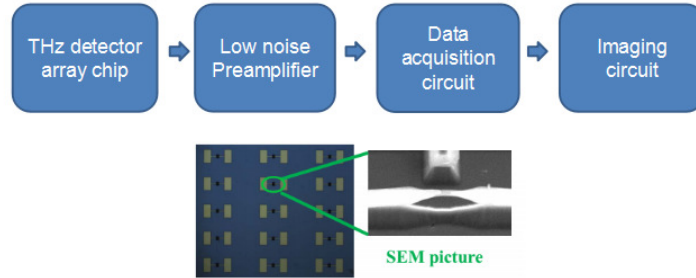 THz detector
array chip
Low noise
Preamplifier
Data
acquisition
circuit
Imaging
circuit
SEM picture